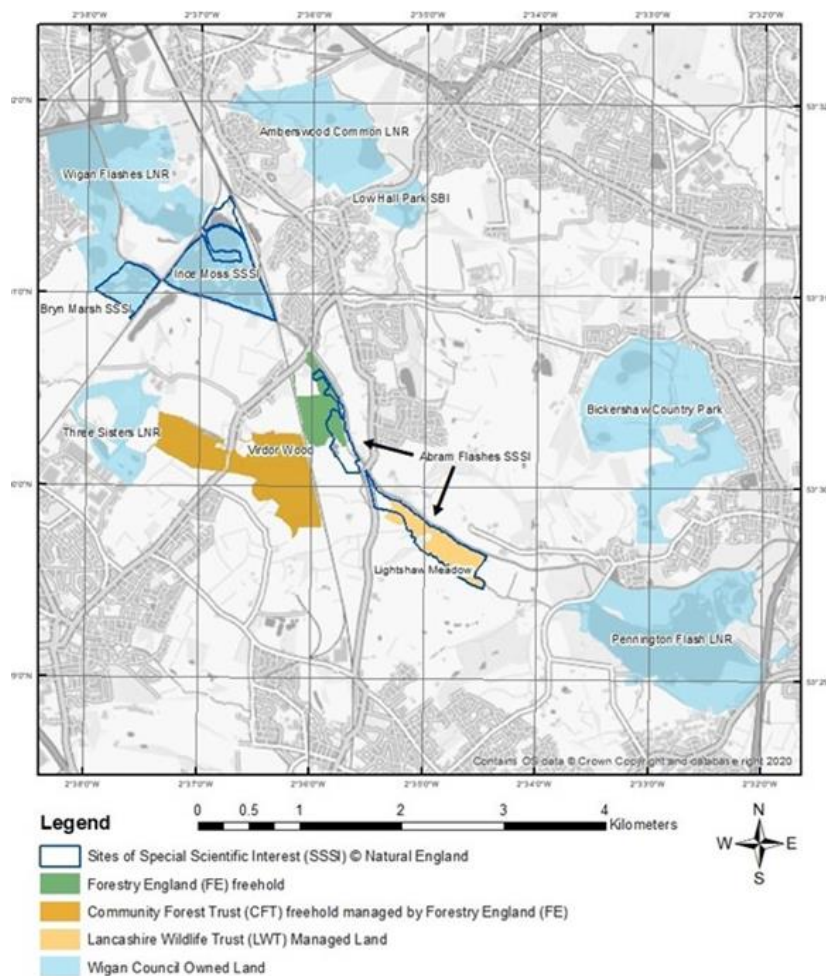 2°38'0"W 2°37'0"W 2°36'0"W 2°35'0"W 2°34'0"W 2°33'0"W 2°32'0"W
Amberswood Common LNR
Wigan Flashes LNR
Low Hall Park SBI
Ince Moss SSSI
Bryn Marsh SSSI
Bickershaw Country Park
Three Sisters LNR
Virdor Wood
Abram Flashes SSSI
Lightshaw Meadow
Pennington Flash LNR
Contains OS data © Crown Copyright and database right 2020
2°38'0"W 2°37'0"W 2°36'0"W 2°35'0"W 2°34'0"W 2°33'0"W 2°32'0"W
Legend
0 0.5 1 2 3 4
Kilometers
N
W E
S
Sites of Special Scientific Interest (SSSI) © Natural England
Forestry England (FE) freehold
Community Forest Trust (CFT) freehold managed by Forestry England (FE)
Lancashire Wildlife Trust (LWT) Managed Land
Wigan Council Owned Land